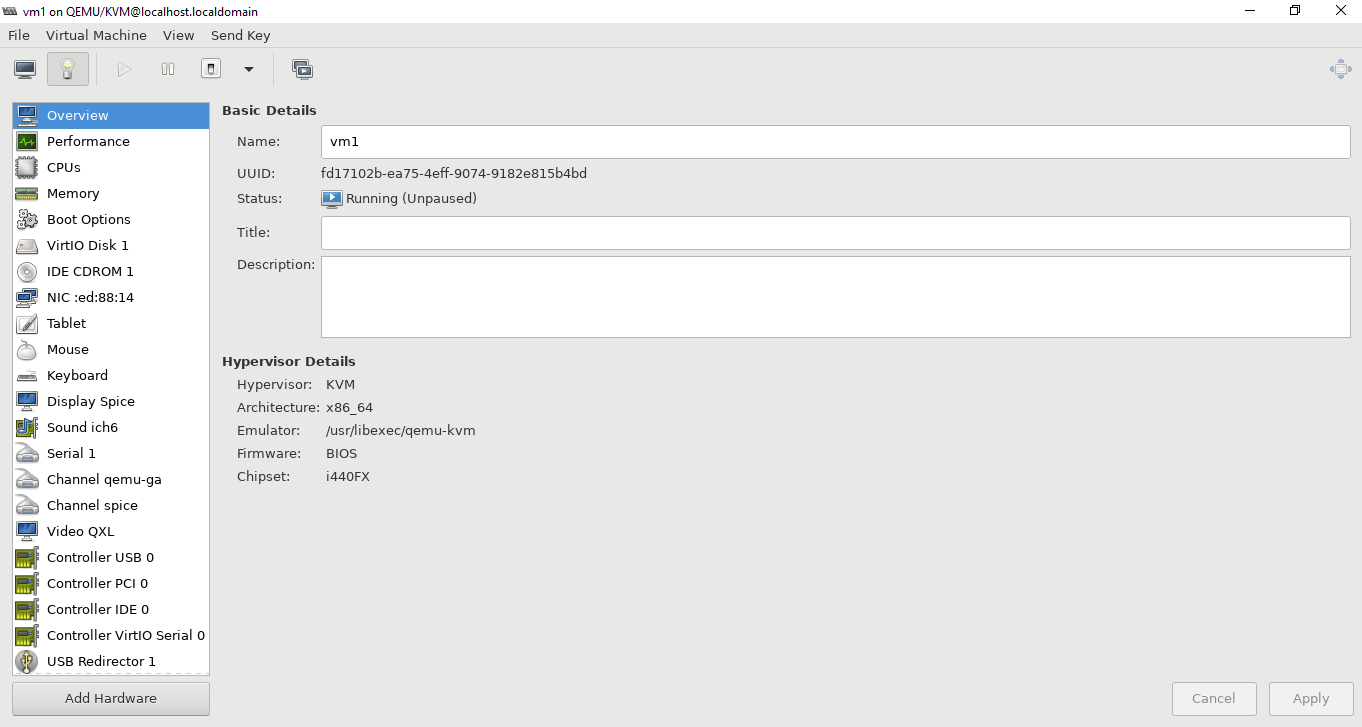 vm1 on QEMU/KVM@localhost.localdomain
File Virtual Machine View Send Key
Overview
Performance
CPUs
Memory
Boot Options
VirtIO Disk 1
IDE CDROM 1
NIC :ed:88:14
Tablet
Mouse
Keyboard
Display Spice
Sound ich6
Serial 1
Channel qemu-ga
Channel spice
Video QXL
Controller USB 0
Controller PCI 0
Controller IDE 0
Controller VirtIO Serial 0
USB Redirector 1
Add Hardware
Basic Details
Name: vm1
UUID: fd17102b-ea75-4eff-9074-9182e815b4bd
Status: Running (Unpaused)
Title:
Description:
Hypervisor Details
Hypervisor: KVM
Architecture: x86_64
Emulator: /usr/libexec/qemu-kvm
Firmware: BIOS
Chipset: i440FX
Cancel Apply